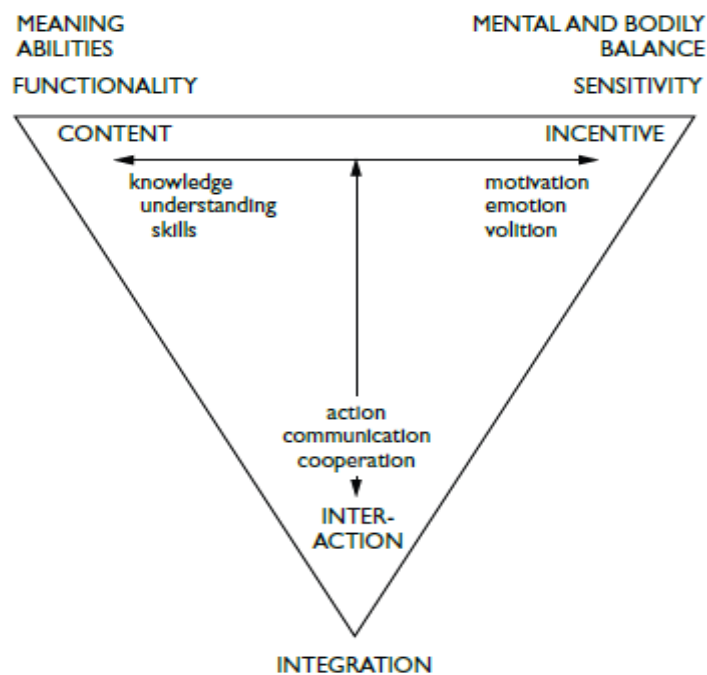 MEANING
ABILITIES
FUNCTIONALITY
MENTAL AND BODILY
BALANCE
SENSITIVITY
CONTENT
INCENTIVE
knowledge
understanding
skills
motivation
emotion
volition
action
communication
cooperation
INTER-
ACTION
INTEGRATION